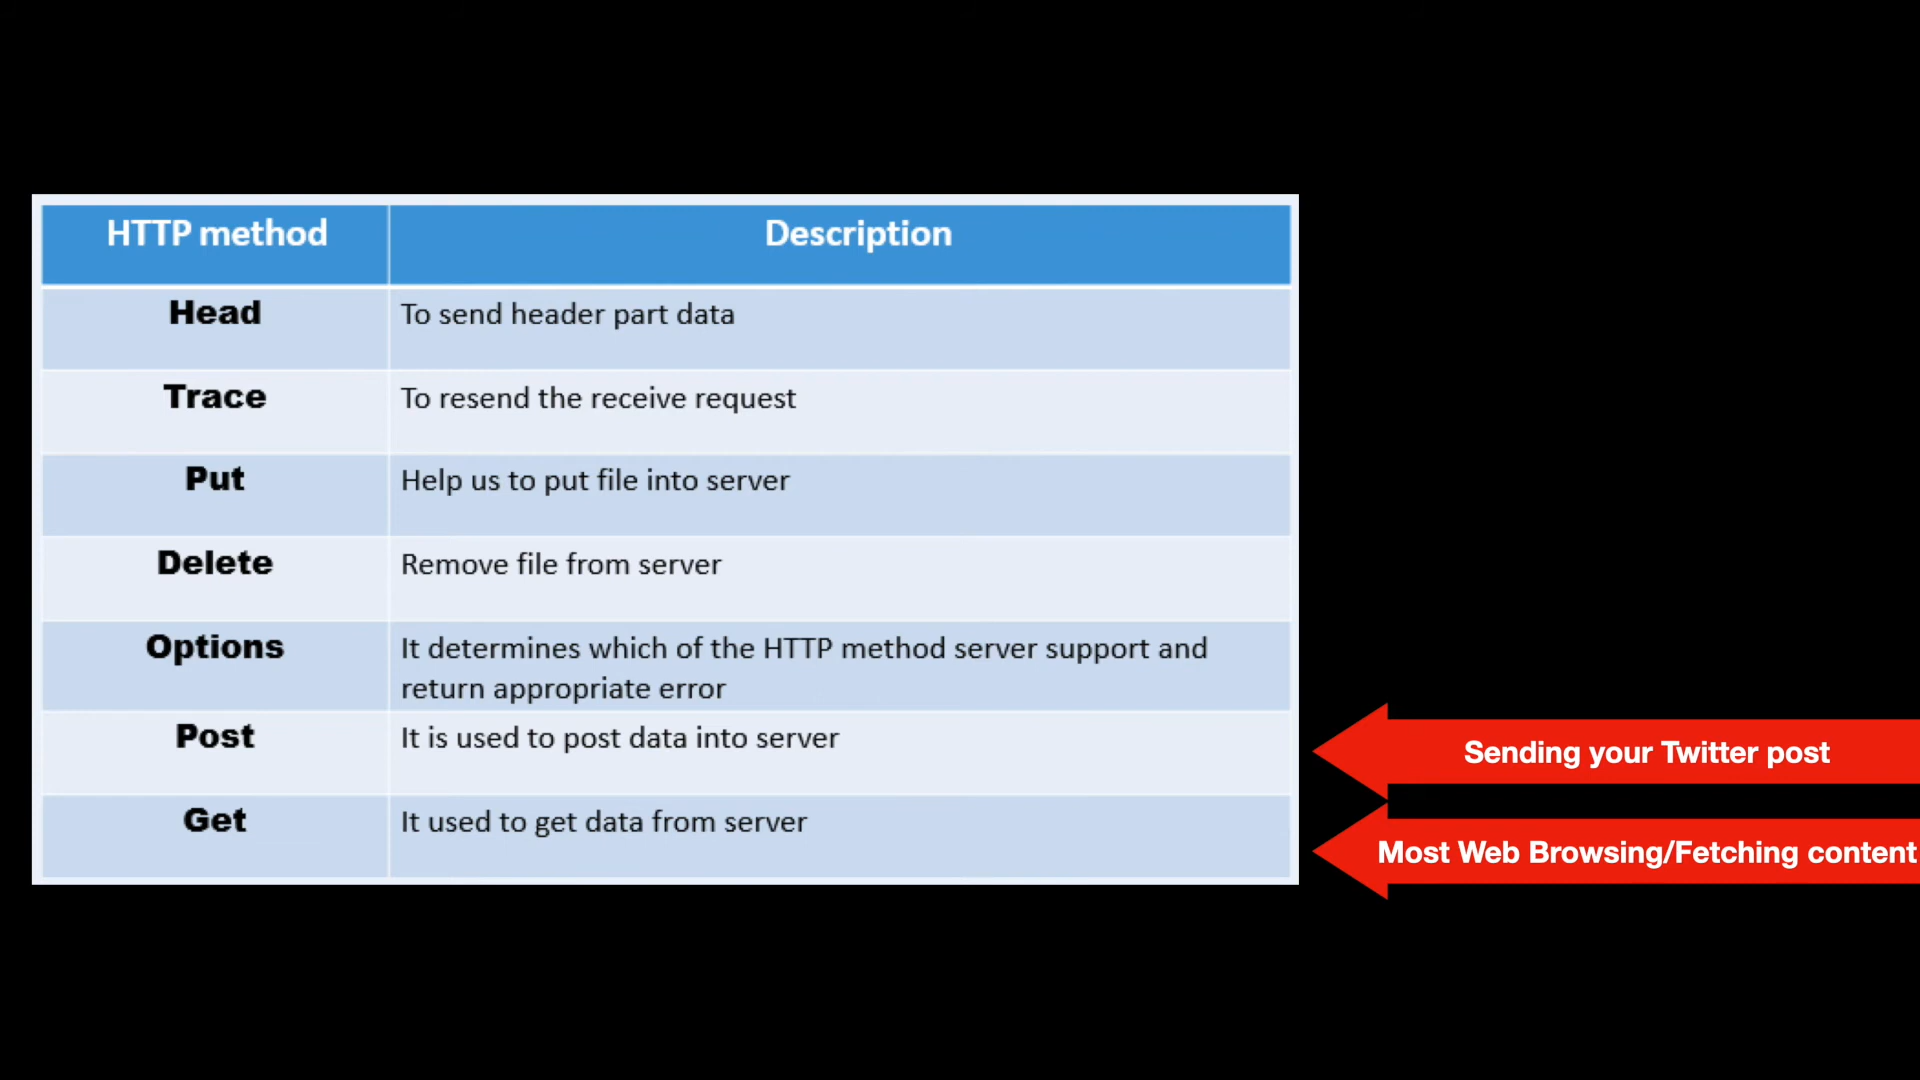 HTTP method Description
Head To send header part data
Trace To resend the receive request
Put Help us to put file into server
Delete Remove file from server
Options It determines which of the HTTP method server support and
return appropriate error
Post It is used to post data into server
Sending your Twitter post
Get It used to get data from server
Most Web Browsing/Fetching content